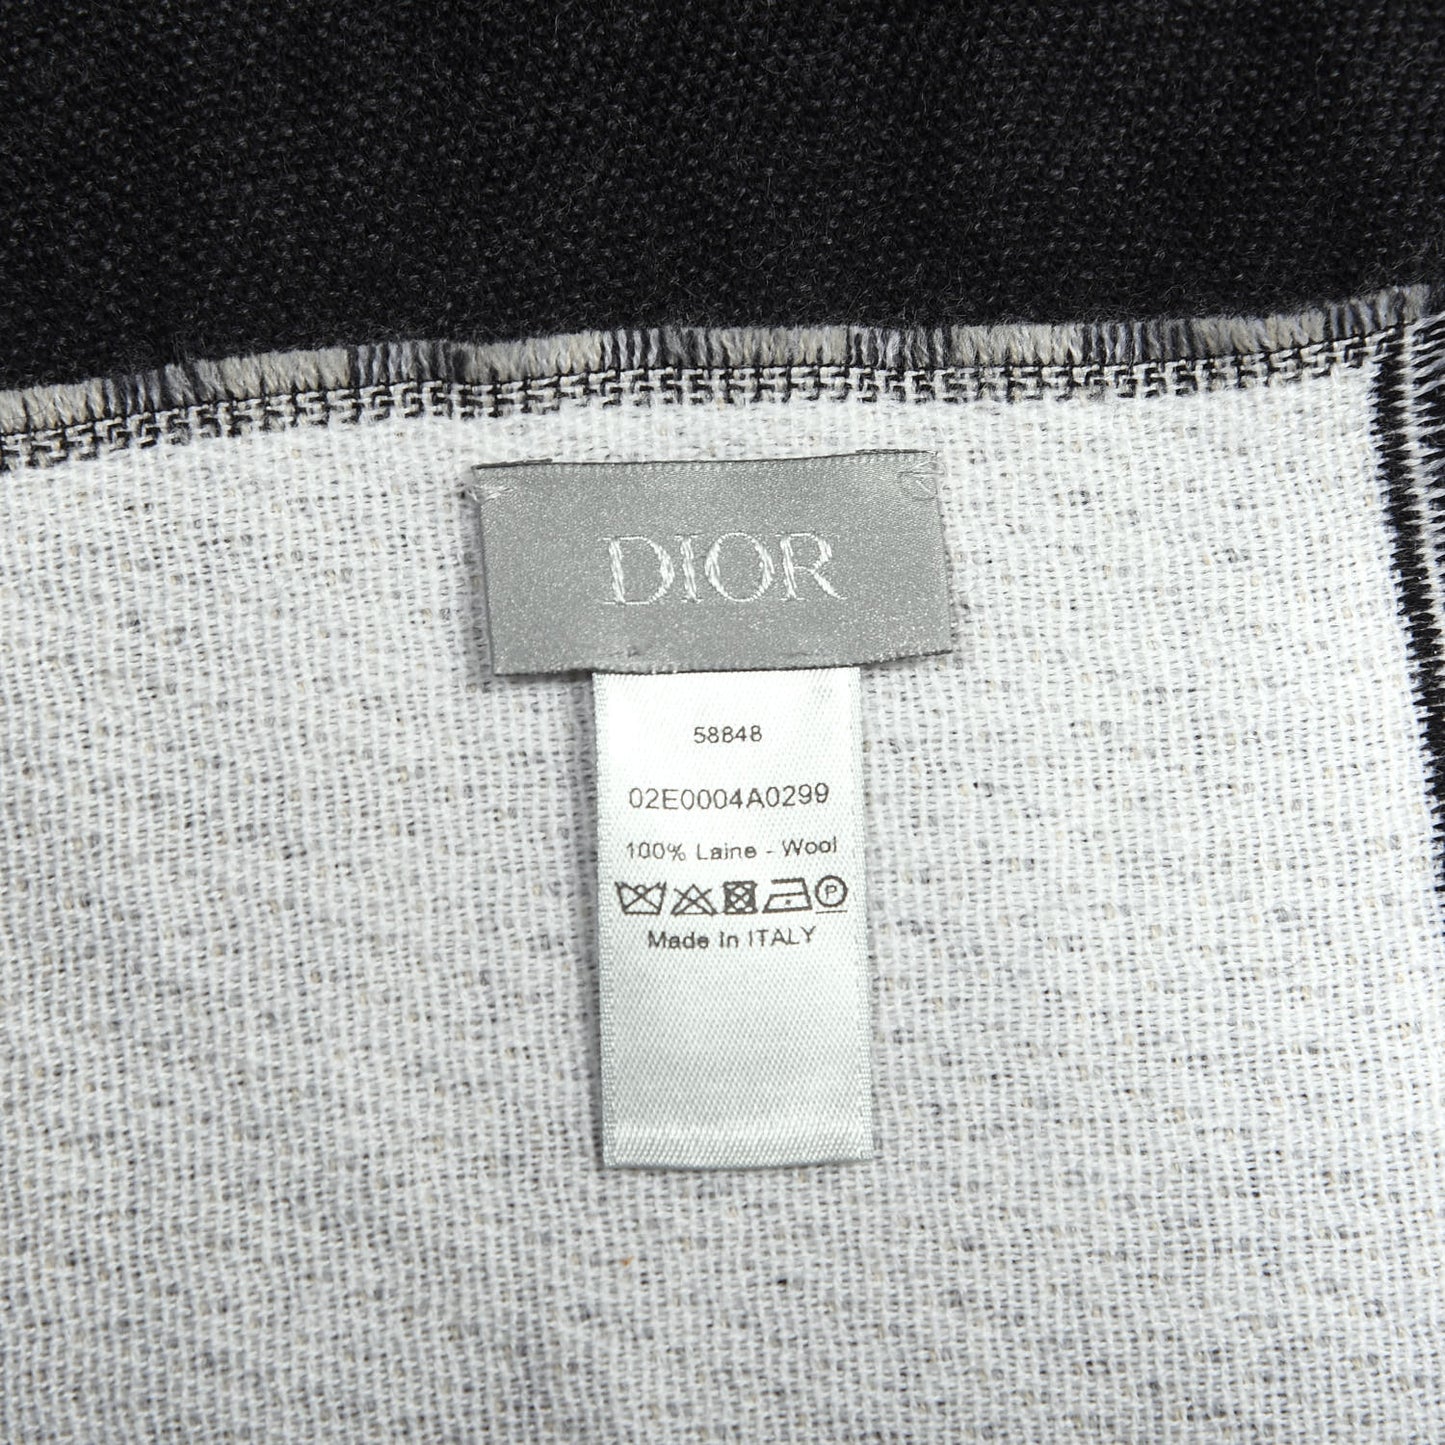 DIOR
58848
02E0004A0299
100% Laine - Wool
P
Made in ITALY